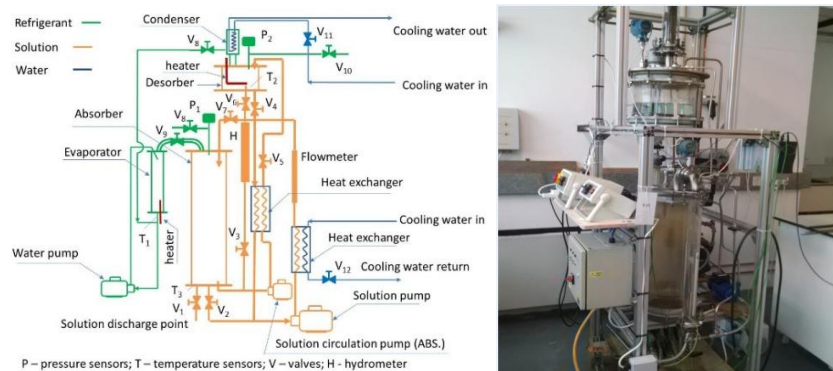 Refrigerant
Solution
Water
Condenser
V8
P2
V11
Cooling water out
V10
heater
Desorber
T2
Cooling water in
Absorber
V8
P1
V7
V6
V4
V9
H
Evaporator
V5
Flowmeter
Heat exchanger
T1
heater
V3
Cooling water in
Heat exchanger
Water pump
V12
Cooling water return
T3
V1
V2
Solution pump
Solution discharge point
Solution circulation pump (ABS.)
P – pressure sensors; T – temperature sensors; V – valves; H - hydrometer